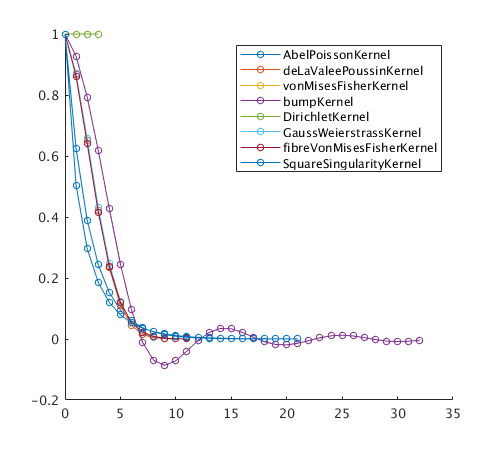 1
0.8
0.6
0.4
0.2
0
-0.2
0 5 10 15 20 25 30 35
AbelPoissonKernel
deLaValeePoussinKernel
vonMisesFisherKernel
bumpKernel
DirichletKernel
GaussWeierstrassKernel
fibreVonMisesFisherKernel
SquareSingularityKernel